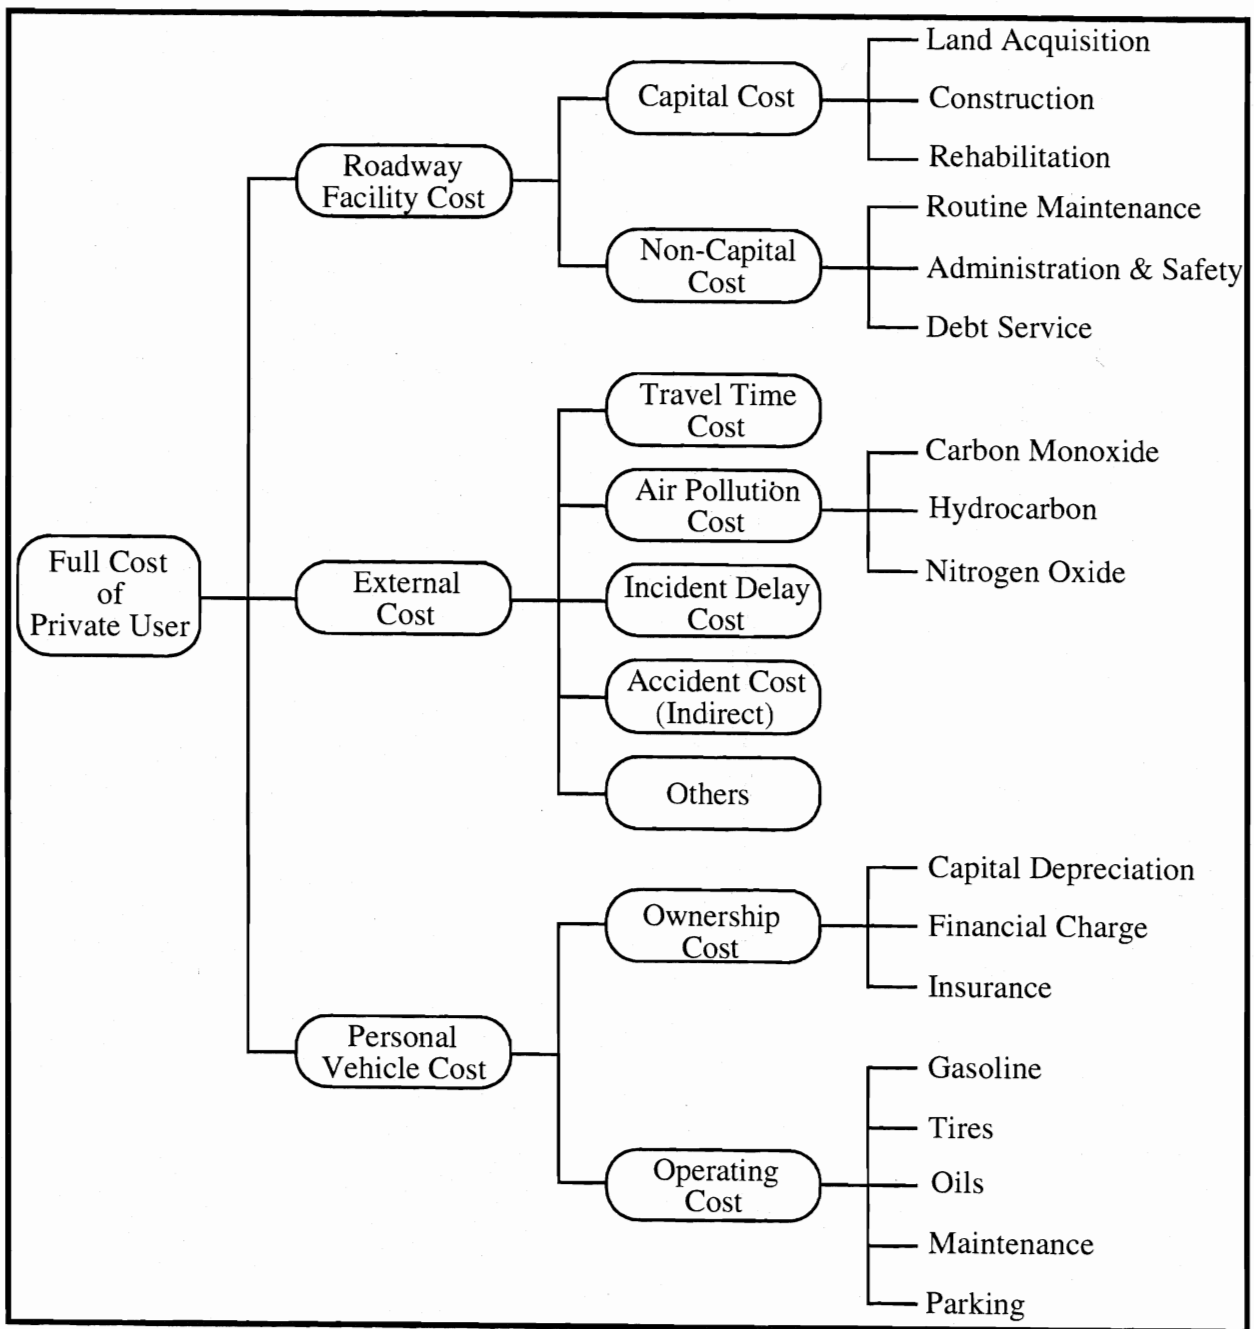 Full Cost
of
Private User
Roadway
Facility Cost
Capital Cost
Land Acquisition
Construction
Rehabilitation
Non-Capital
Cost
Routine Maintenance
Administration & Safety
Debt Service
External
Cost
Travel Time
Cost
Air Pollution
Cost
Carbon Monoxide
Hydrocarbon
Nitrogen Oxide
Incident Delay
Cost
Accident Cost
(Indirect)
Others
Personal
Vehicle Cost
Ownership
Cost
Capital Depreciation
Financial Charge
Insurance
Operating
Cost
Gasoline
Tires
Oils
Maintenance
Parking